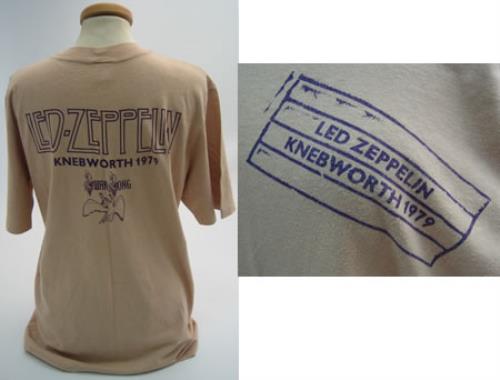 LED-ZEPPELIN
KNEBWORTH 1979
SWAN SONG
LED ZEPPELIN
KNEBWORTH 1979